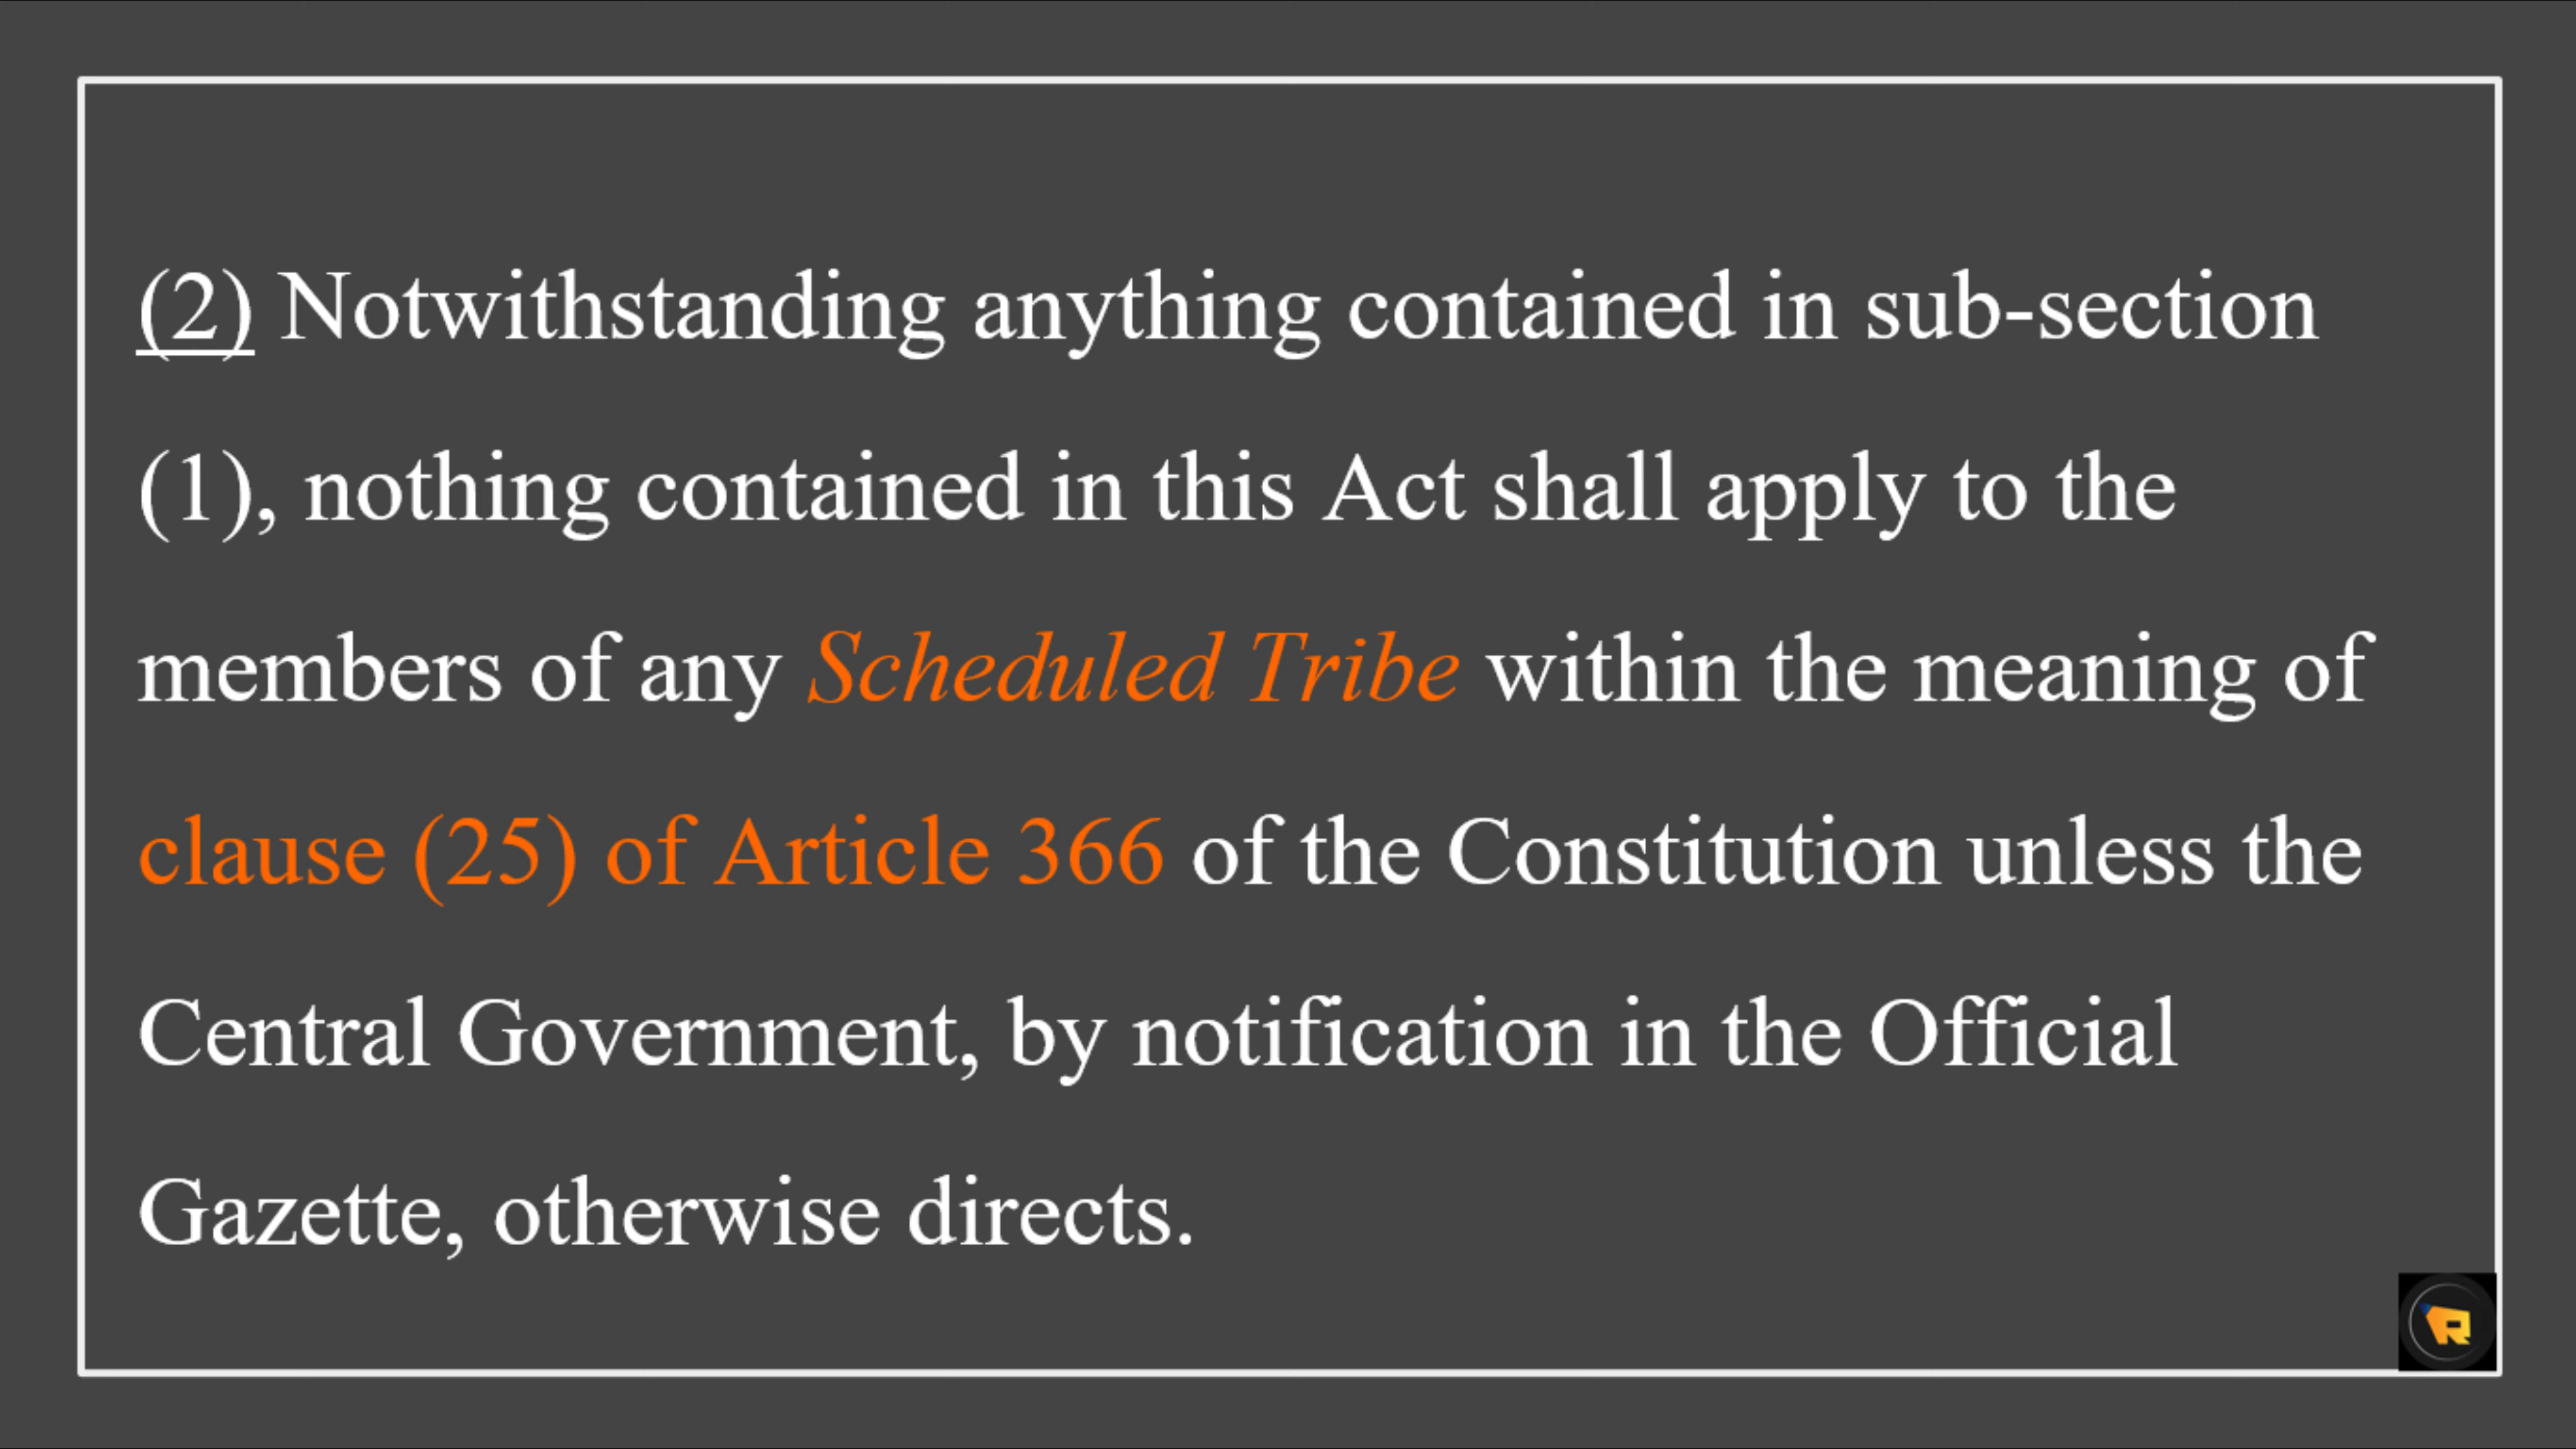 (2) Notwithstanding anything contained in sub-section
(1), nothing contained in this Act shall apply to the
members of any Scheduled Tribe within the meaning of
clause (25) of Article 366 of the Constitution unless the
Central Government, by notification in the Official
Gazette, otherwise directs.
R